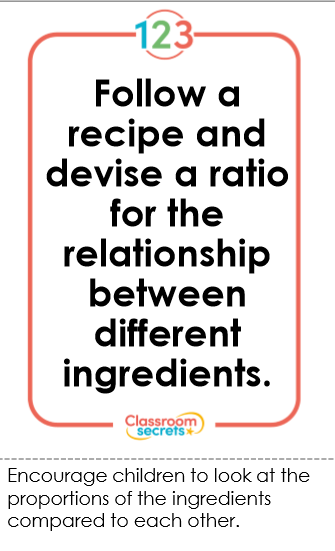 123
Follow a
recipe and
devise a ratio
for the
relationship
between
different
ingredients.
Classroom
secrets
Encourage children to look at the
proportions of the ingredients
compared to each other.